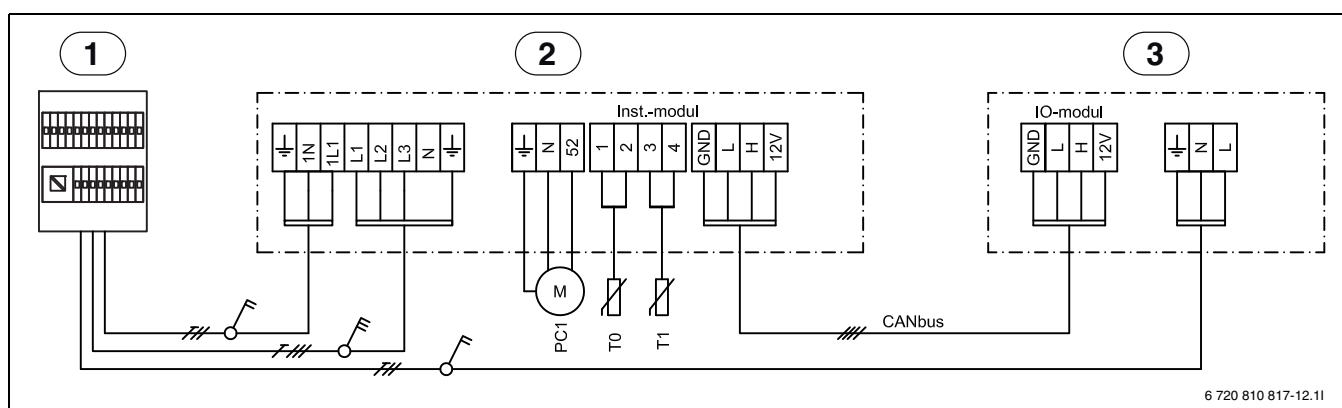 1
2
3
Inst.-modul
IO-modul
1N
1L1
L1
L2
L3
N
N
52
1
2
3
4
GND
L
H
12V
GND
L
H
12V
N
L
M
PC1
T0
T1
CANbus
6 720 810 817-12.1I